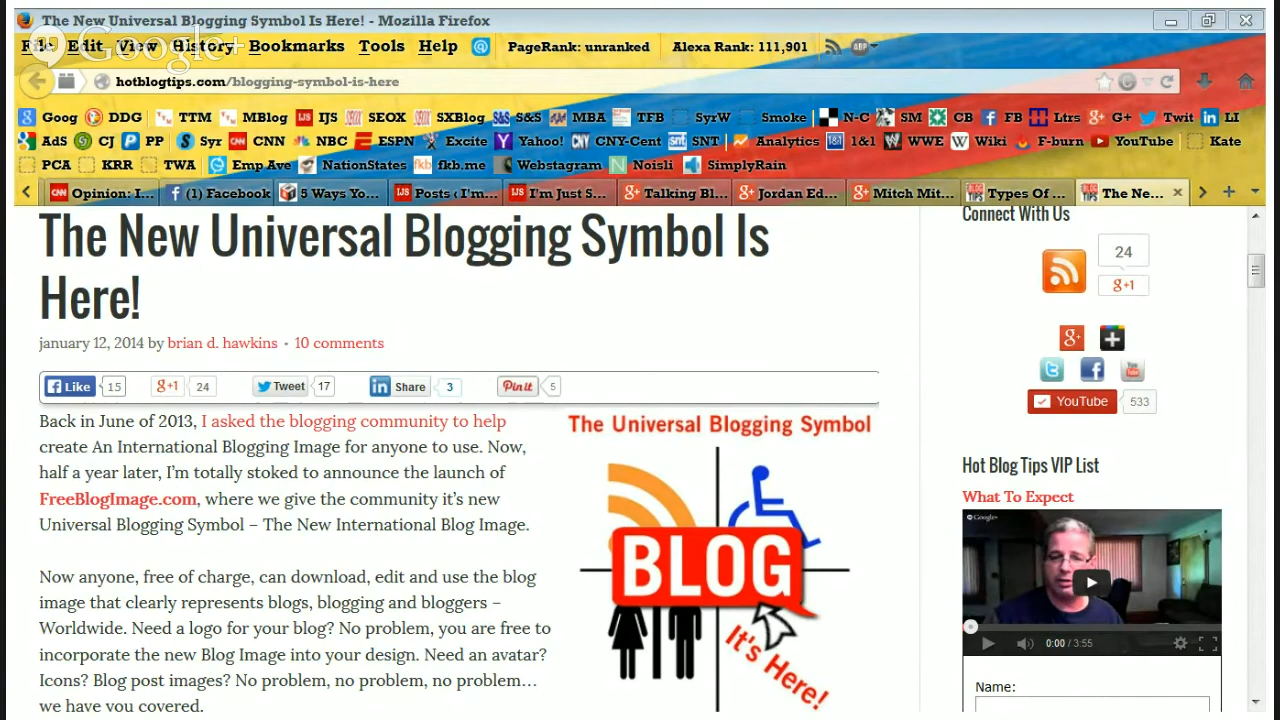 The New Universal Blogging Symbol Is Here! - Mozilla Firefox
Google+
File Edit View History Bookmarks Tools Help PageRank: unranked Alexa Rank: 111,901 ABP
hotblogtips.com/blogging-symbol-is-here
Goog DDG TTM MBlog IJS SEOX SXBlog S&S MBA TFB SyrW Smoke N-C SM CB FB Ltrs G+ Twit LI
AdS CJ PP Syr CNN NBC ESPN Excite Yahoo! CNY-Cent SNT Analytics 1&1 WWE Wiki F-burn YouTube Kate
PCA KRR TWA Emp Ave NationStates fkb.me Webstagram Noisli SimplyRain
Opinion: I... (1) Facebook 5 Ways Yo... Posts ‹ I'm... I'm Just S... Talking Bl... Jordan Ed... Mitch Mit... Types Of ... The Ne...
The New Universal Blogging Symbol Is
Here!
january 12, 2014 by brian d. hawkins • 10 comments
Like 15 g+1 24 Tweet 17 in Share 3 Pin it 5
Back in June of 2013, I asked the blogging community to help
create An International Blogging Image for anyone to use. Now,
half a year later, I'm totally stoked to announce the launch of
FreeBlogImage.com, where we give the community it's new
Universal Blogging Symbol – The New International Blog Image.
Now anyone, free of charge, can download, edit and use the blog
image that clearly represents blogs, blogging and bloggers –
Worldwide. Need a logo for your blog? No problem, you are free to
incorporate the new Blog Image into your design. Need an avatar?
Icon? Blog post images? No problem, no problem, no problem…
we have you covered.
The Universal Blogging Symbol
BLOG
It's Here!
Connect With Us
24
g+1
YouTube 533
Hot Blog Tips VIP List
What To Expect
Google+
0:00 / 3:55
Name: